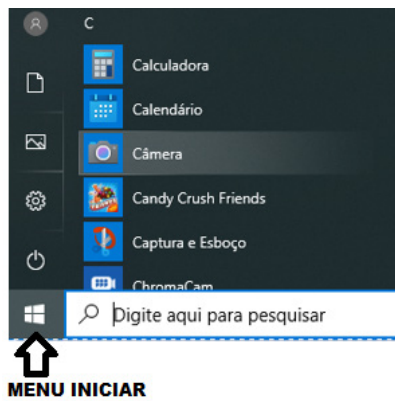 C
Calculadora
Calendário
Câmera
Candy Crush Friends
Captura e Esboço
ChromaCam
Digite aqui para pesquisar
MENU INICIAR